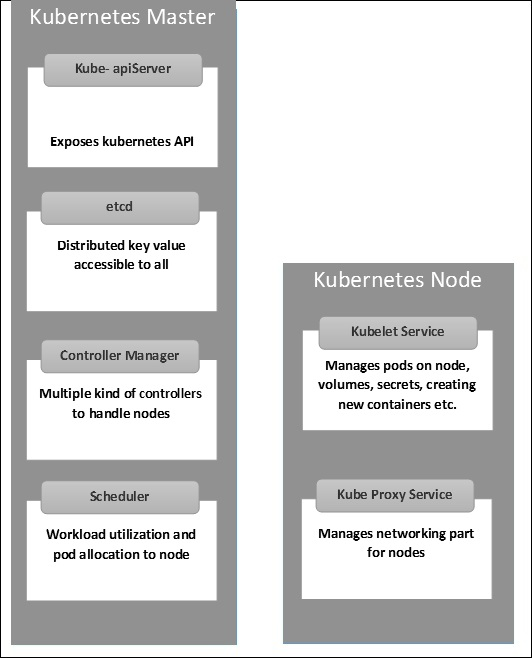 Kubernetes Master
Kube- apiServer
Exposes kubernetes API
etcd
Distributed key value
accessible to all
Controller Manager
Multiple kind of controllers
to handle nodes
Scheduler
Workload utilization and
pod allocation to node
Kubernetes Node
Kubelet Service
Manages pods on node,
volumes, secrets, creating
new containers etc.
Kube Proxy Service
Manages networking part
for nodes